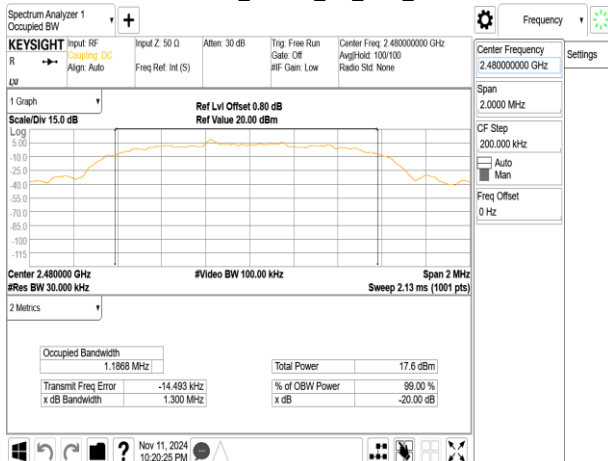 Spectrum Analyzer 1
Occupied BW
Frequency
KEYSIGHT
R
LXI
Input: RF
Coupling: DC
Align: Auto
Input Z: 50 Ω
Freq Ref: Int (S)
Atten: 30 dB
Trig: Free Run
Gate: Off
#IF Gain: Low
Center Freq: 2.480000000 GHz
Avg|Hold: 100/100
Radio Std: None
Center Frequency
2.480000000 GHz
Settings
Span
2.0000 MHz
CF Step
200.000 kHz
Auto
Man
Freq Offset
0 Hz
1 Graph
Scale/Div 15.0 dB
Ref Lvl Offset 0.80 dB
Ref Value 20.00 dBm
Log
5.00
-10.0
-25.0
-40.0
-55.0
-70.0
-85.0
-100
-115
Center 2.480000 GHz
#Video BW 100.00 kHz
Span 2 MHz
#Res BW 30.000 kHz
Sweep 2.13 ms (1001 pts)
2 Metrics
Occupied Bandwidth
1.1868 MHz
Total Power 17.6 dBm
Transmit Freq Error -14.493 kHz
% of OBW Power 99.00 %
x dB Bandwidth 1.300 MHz
x dB -20.00 dB
Nov 11, 2024
10:20:25 PM